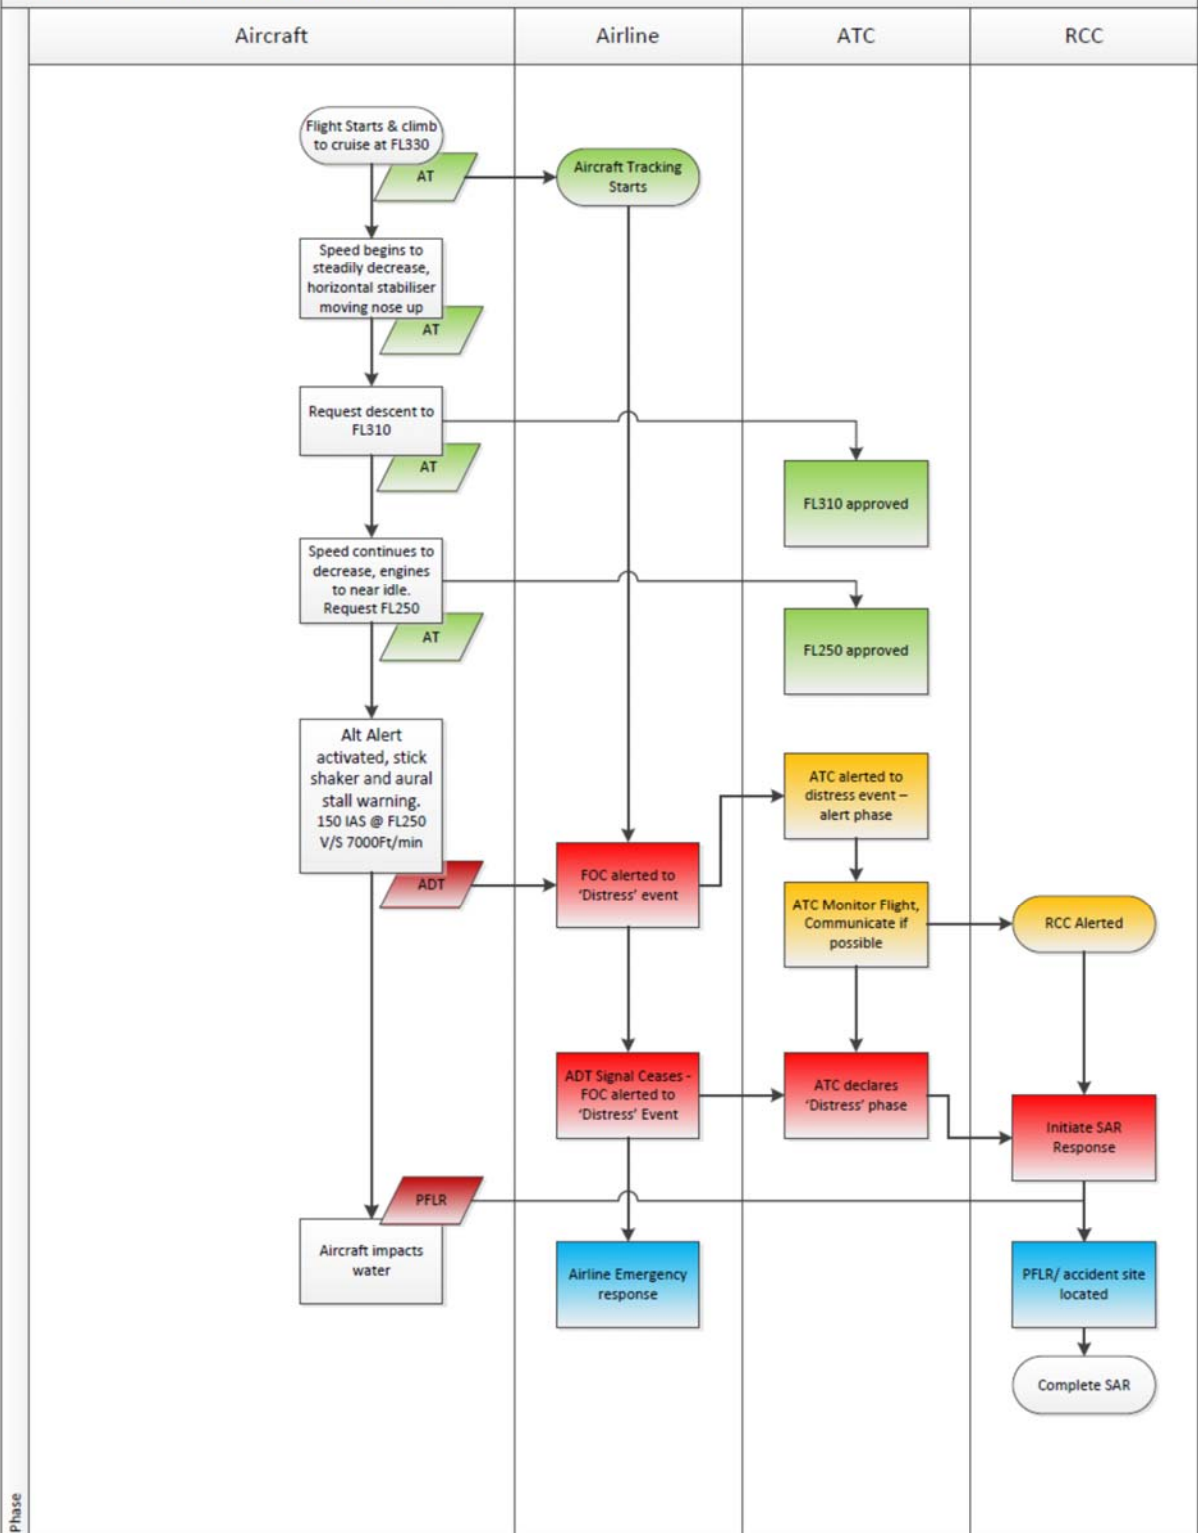 Aircraft
Airline
ATC
RCC
Flight Starts & climb
to cruise at FL330
AT
Aircraft Tracking
Starts
Speed begins to
steadily decrease,
horizontal stabiliser
moving nose up
AT
Request descent to
FL310
AT
FL310 approved
Speed continues to
decrease, engines
to near idle.
Request FL250
AT
FL250 approved
Alt Alert
activated, stick
shaker and aural
stall warning.
150 IAS @ FL250
V/S 7000Ft/min
ADT
FOC alerted to
‘Distress’ event
ATC alerted to
distress event –
alert phase
ATC Monitor Flight,
Communicate if
possible
RCC Alerted
ADT Signal Ceases -
FOC alerted to
‘Distress’ Event
ATC declares
‘Distress’ phase
Initiate SAR
Response
PFLR
Aircraft impacts
water
Airline Emergency
response
PFLR/ accident site
located
Complete SAR
Phase